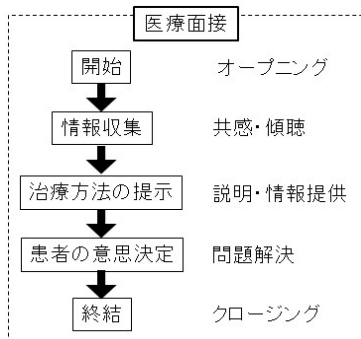 医療面接
開始 オープニング
情報収集 共感・傾聴
治療方法の提示 説明・情報提供
患者の意思決定 問題解決
終結 クロージング